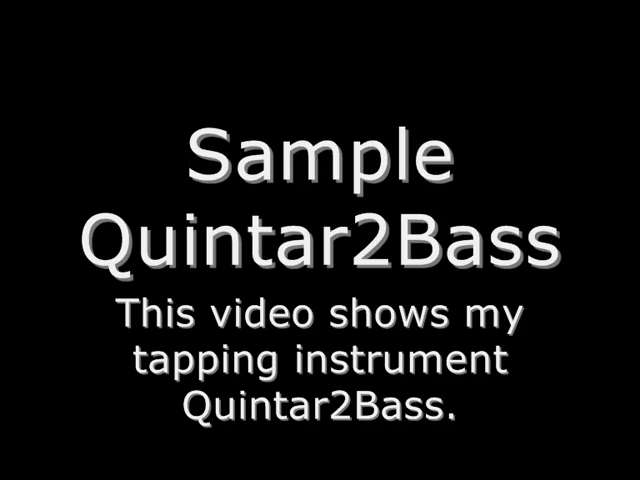 Sample
Quintar2Bass
This video shows my
tapping instrument
Quintar2Bass.